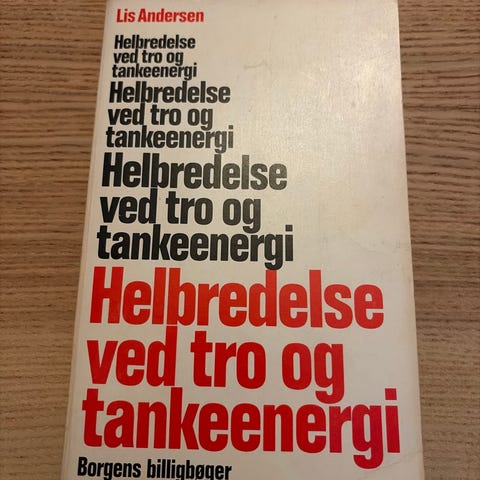 Lis Andersen
Helbredelse
ved tro og
tankeenergi
Helbredelse
ved tro og
tankeenergi
Helbredelse
ved tro og
tankeenergi
Helbredelse
ved tro og
tankeenergi
Borgens billigbøger